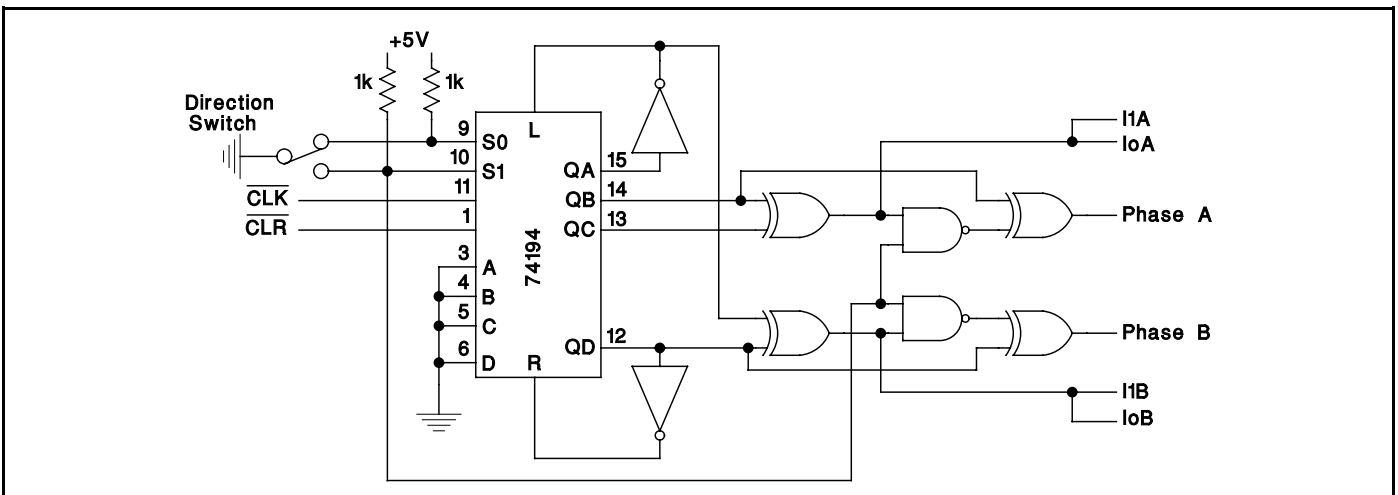 +5V
1k
1k
Direction
Switch
9
S0
L
10
S1
QA
15
11
CLK
QB
14
1
CLR
QC
13
3
A
4
B
5
C
6
D
74194
QD
12
R
I1A
IoA
Phase A
Phase B
I1B
IoB